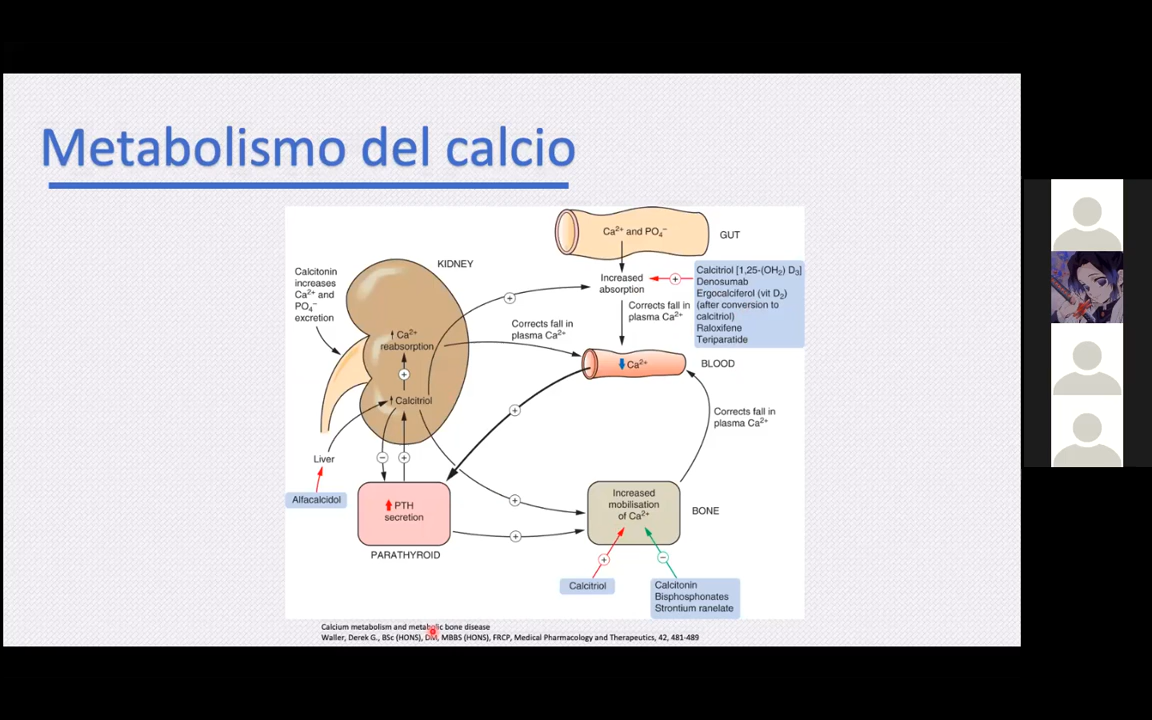 Metabolismo del calcio
Ca²⁺ and PO₄⁻
GUT
KIDNEY
Calcitonin
increases
Ca²⁺ and
PO₄⁻
excretion
Increased
absorption
+
Calcitriol [1,25-(OH₂) D₃]
Denosumab
Ergocalciferol (vit D₂)
(after conversion to
calcitriol)
Raloxifene
Teriparatide
+
Corrects fall in
plasma Ca²⁺
Corrects fall in
plasma Ca²⁺
↑ Ca²⁺
reabsorption
Ca²⁺
BLOOD
+
↑ Calcitriol
+
Corrects fall in
plasma Ca²⁺
Liver
−
+
Alfacalcidol
PTH
secretion
PARATHYROID
+
+
Increased
mobilisation
of Ca²⁺
BONE
+
−
Calcitriol
Calcitonin
Bisphosphonates
Strontium ranelate
Calcium metabolism and metabolic bone disease
Waller, Derek G., BSc (HONS), DM, MBBS (HONS), FRCP, Medical Pharmacology and Therapeutics, 42, 481-489